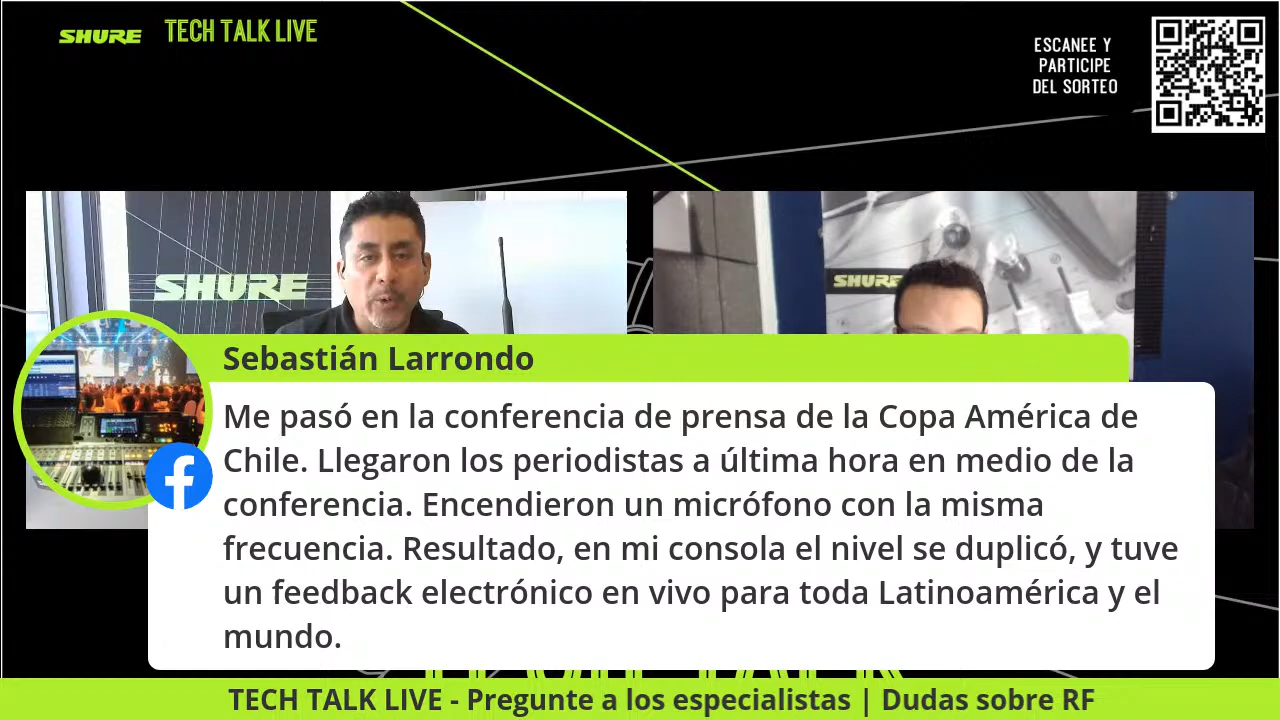 SHURE TECH TALK LIVE
ESCANEE Y
PARTICIPE
DEL SORTEO
SHURE
SHURE
Sebastián Larrondo
Me pasó en la conferencia de prensa de la Copa América de
Chile. Llegaron los periodistas a última hora en medio de la
conferencia. Encendieron un micrófono con la misma
frecuencia. Resultado, en mi consola el nivel se duplicó, y tuve
un feedback electrónico en vivo para toda Latinoamérica y el
mundo.
TECH TALK LIVE - Pregunte a los especialistas | Dudas sobre RF